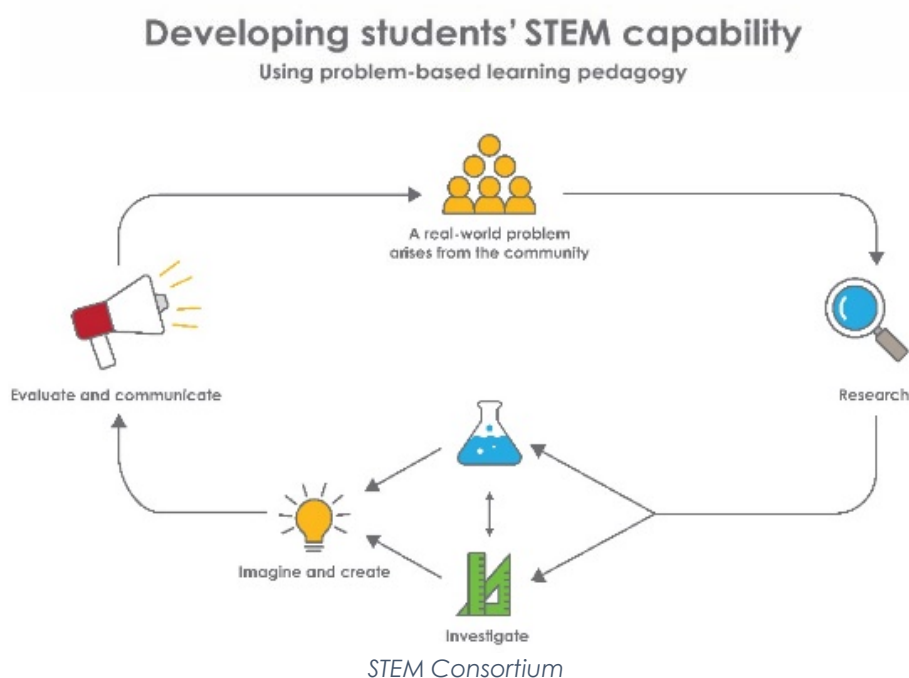 Developing students' STEM capability
Using problem-based learning pedagogy
A real-world problem
arises from the community
Research
Evaluate and communicate
Imagine and create
Investigate
STEM Consortium